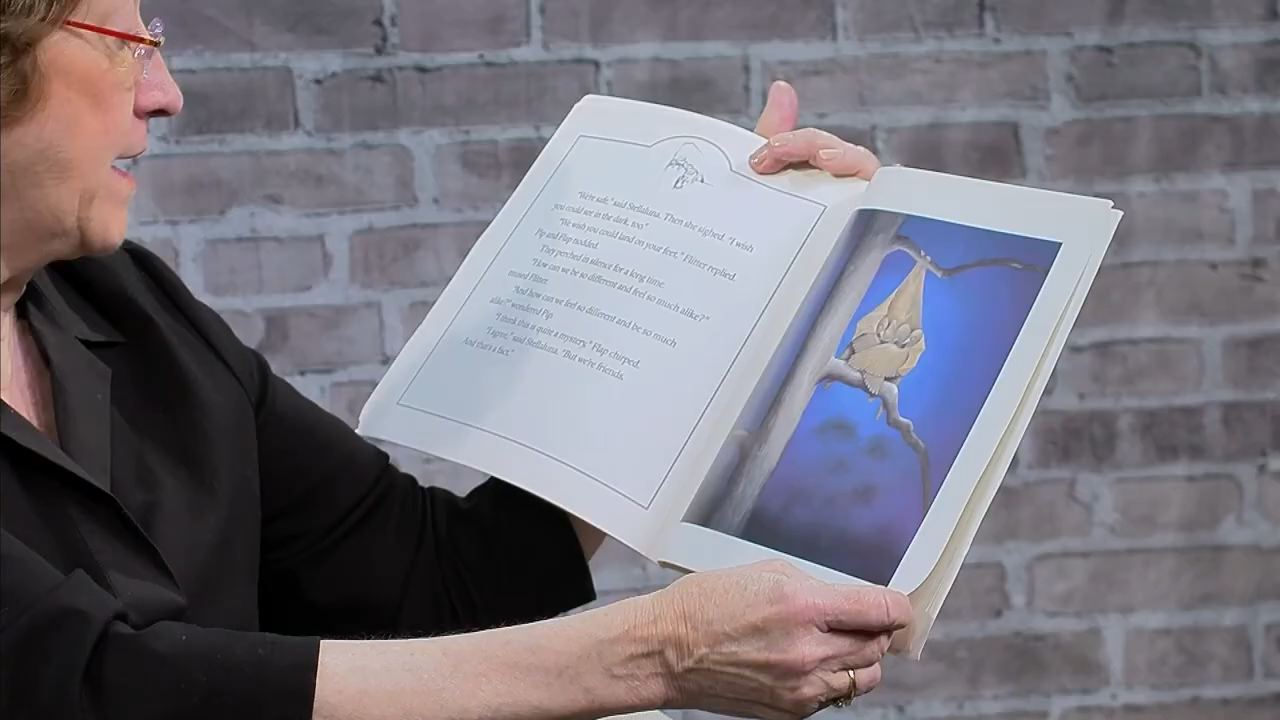 "We're safe," said Stellaluna. Then she sighed. "I wish
you could see in the dark, too."
"We wish you could land on your feet," Flitter replied.
Pip and Flap nodded.
They perched in silence for a long time.
"How can we be so different and feel so much alike?"
mused Flitter.
"And how can we feel so different and be so much
alike?" wondered Pip.
"I think this is quite a mystery," Flap chirped.
"I agree," said Stellaluna. "But we're friends.
And that's a fact."